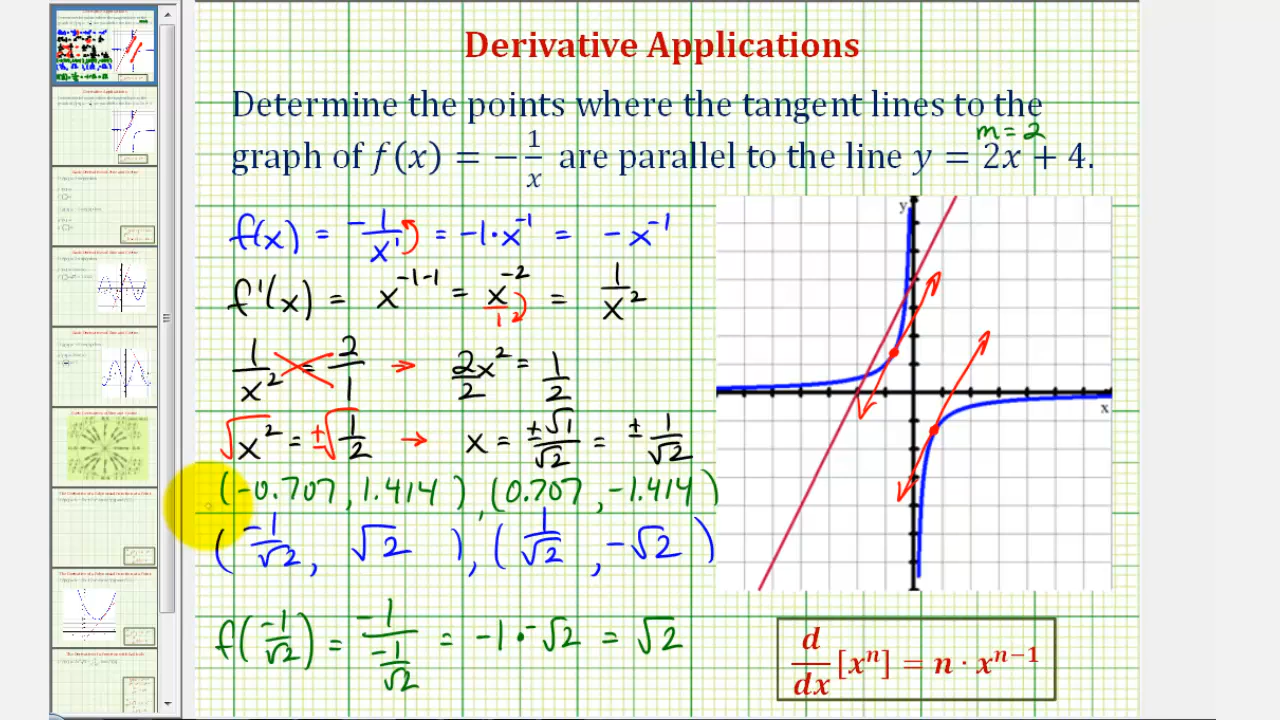 Derivative Applications
Determine the points where the tangent lines to the
m = 2
graph of f(x) = −1/x are parallel to the line y = 2x + 4.
f(x) = -1/x¹ = -1·x⁻¹ = -x⁻¹
f'(x) = x⁻¹⁻¹ = x⁻²/1 = 1/x²
1/x² = 2/1 → 2x²/2 = 1/2
√x² = ±√1/2 → x = ±√1/√2 = ± 1/√2
(-0.707, 1.414), (0.707, -1.414)
(-1/√2, √2), (1/√2, -√2)
f(-1/√2) = -1/(-1/√2) = -1·-√2 = √2
y
x
d/dx [xⁿ] = n · xⁿ⁻¹